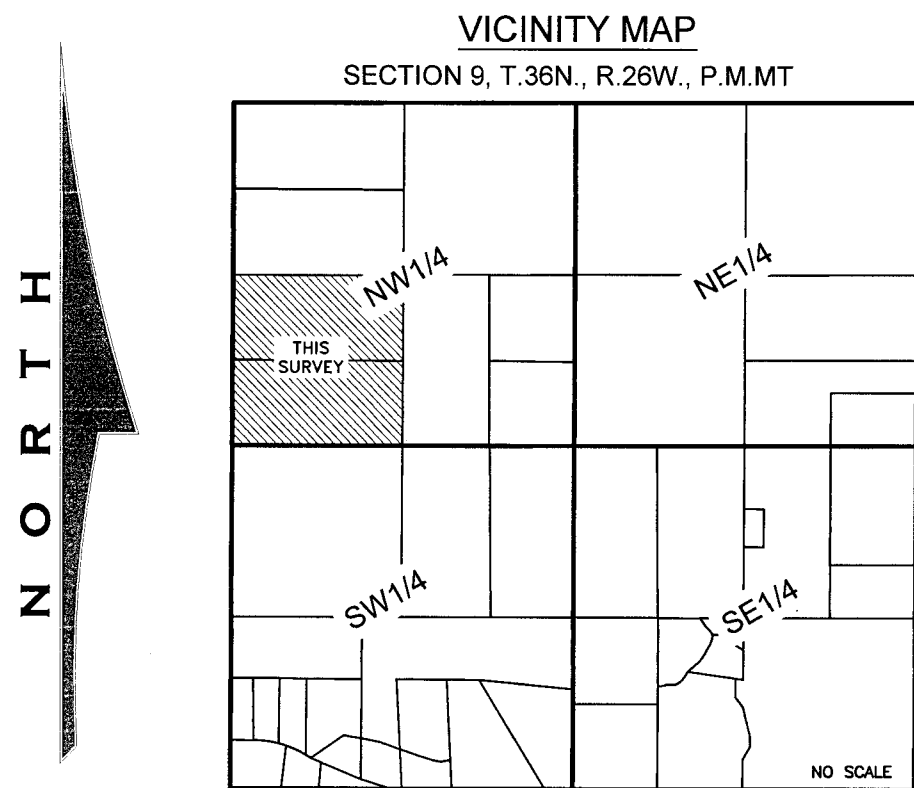 VICINITY MAP
SECTION 9, T.36N., R.26W., P.M.MT
NORTH
NW1/4
NE1/4
THIS
SURVEY
SW1/4
SE1/4
NO SCALE